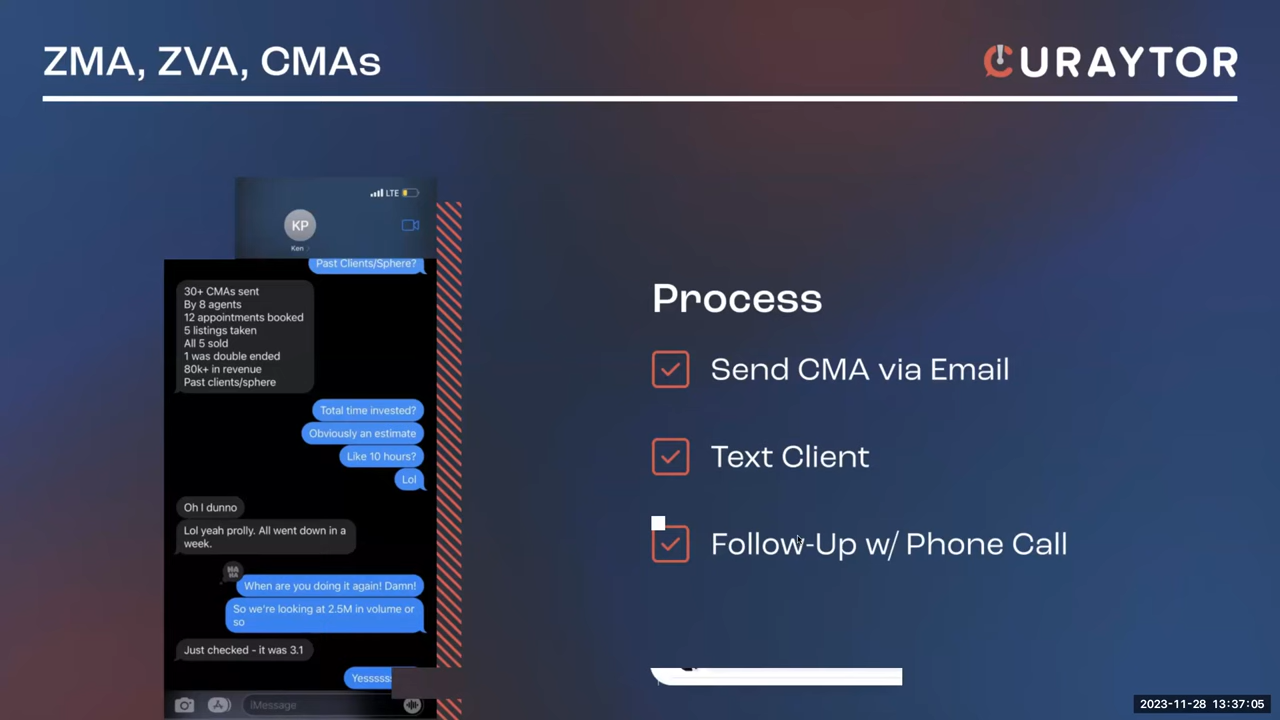 ZMA, ZVA, CMAs
CURAYTOR
LTE
KP
Ken
Past Clients/Sphere?
30+ CMAs sent
By 8 agents
12 appointments booked
5 listings taken
All 5 sold
1 was double ended
80k+ in revenue
Past clients/sphere
Total time invested?
Obviously an estimate
Like 10 hours?
Lol
Oh I dunno
Lol yeah prolly. All went down in a
week.
HA
HA
When are you doing it again! Damn!
So we're looking at 2.5M in volume or
so
Just checked - it was 3.1
Yesssss
iMessage
Process
Send CMA via Email
Text Client
Follow-Up w/ Phone Call
2023-11-28 13:37:05